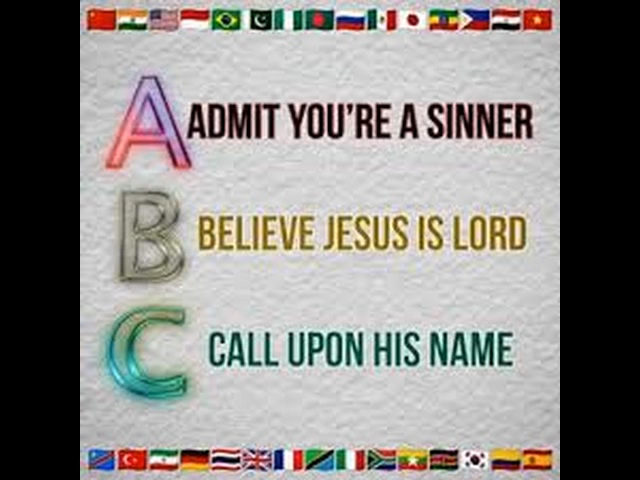 A ADMIT YOU'RE A SINNER
B BELIEVE JESUS IS LORD
C CALL UPON HIS NAME